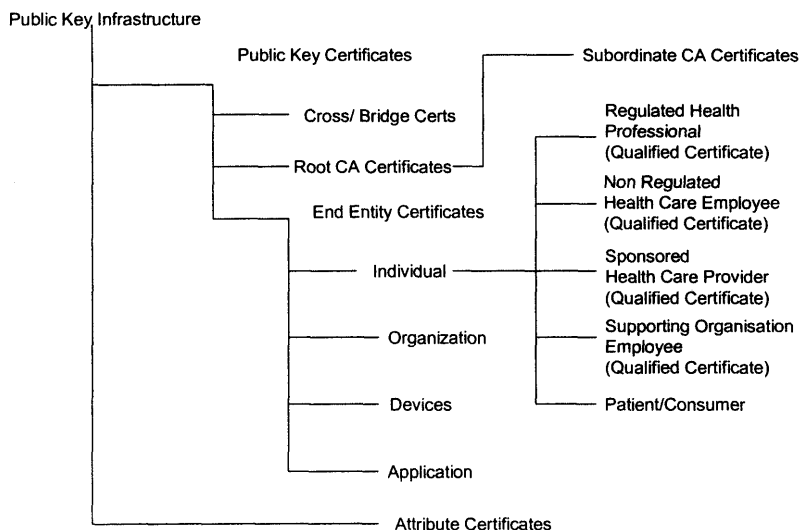 Public Key Infrastructure
Public Key Certificates
Subordinate CA Certificates
Cross/ Bridge Certs
Root CA Certificates
End Entity Certificates
Individual
Organization
Devices
Application
Regulated Health
Professional
(Qualified Certificate)
Non Regulated
Health Care Employee
(Qualified Certificate)
Sponsored
Health Care Provider
(Qualified Certificate)
Supporting Organisation
Employee
(Qualified Certificate)
Patient/Consumer
Attribute Certificates